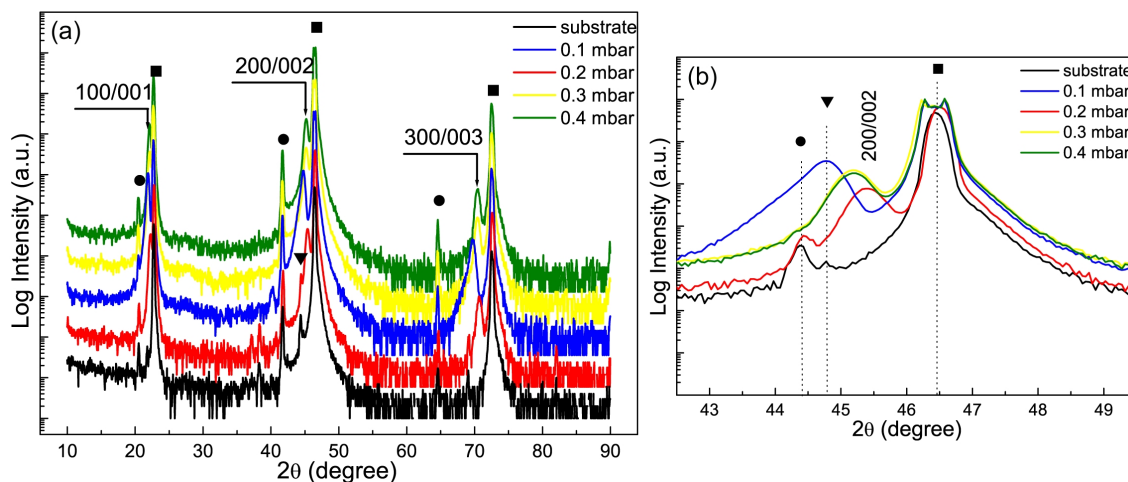 (a)
substrate
0.1 mbar
0.2 mbar
0.3 mbar
0.4 mbar
100/001
200/002
300/003
Log Intensity (a.u.)
10 20 30 40 50 60 70 80 90
2θ (degree)
(b)
substrate
0.1 mbar
0.2 mbar
0.3 mbar
0.4 mbar
200/002
Log Intensity (a.u.)
43 44 45 46 47 48 49
2θ (degree)